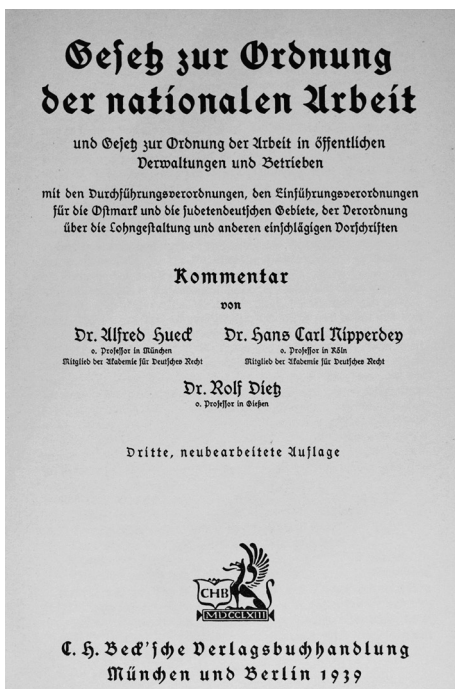 Gesetz zur Ordnung
der nationalen Arbeit
und Gesetz zur Ordnung der Arbeit in öffentlichen
Verwaltungen und Betrieben
mit den Durchführungsverordnungen, den Einführungsverordnungen
für die Ostmark und die sudetendeutschen Gebiete, der Verordnung
über die Lohngestaltung und anderen einschlägigen Vorschriften
Kommentar
von
Dr. Alfred Hueck Dr. Hans Carl Nipperdey
o. Professor in München o. Professor in Köln
Mitglied der Akademie für Deutsches Recht Mitglied der Akademie für Deutsches Recht
Dr. Rolf Dietz
o. Professor in Gießen
Dritte, neubearbeitete Auflage
CHB
MDCCLXIII
C. H. Beck'sche Verlagsbuchhandlung
München und Berlin 1939